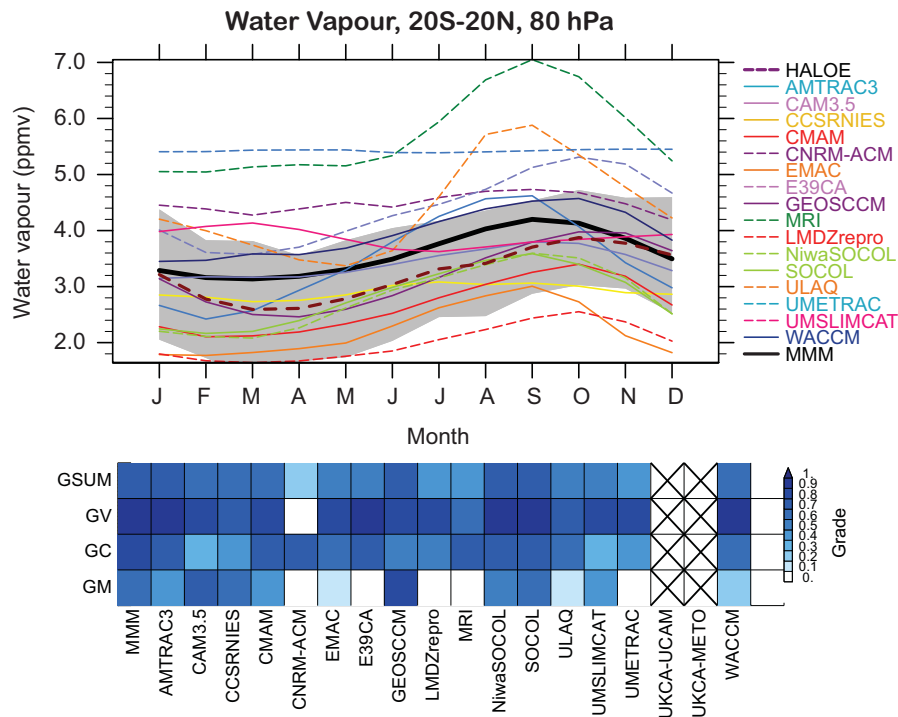 Water Vapour, 20S-20N, 80 hPa
Water vapour (ppmv)
7.0
6.0
5.0
4.0
3.0
2.0
J F M A M J J A S O N D
Month
HALOE
AMTRAC3
CAM3.5
CCSRNIES
CMAM
CNRM-ACM
EMAC
E39CA
GEOSCCM
MRI
LMDZrepro
NiwaSOCOL
SOCOL
ULAQ
UMETRAC
UMSLIMCAT
WACCM
MMM
GSUM
GV
GC
GM
MMM
AMTRAC3
CAM3.5
CCSRNIES
CMAM
CNRM-ACM
EMAC
E39CA
GEOSCCM
LMDZrepro
MRI
NiwaSOCOL
SOCOL
ULAQ
UMSLIMCAT
UMETRAC
UKCA-UCAM
UKCA-METO
WACCM
1.
0.9
0.8
0.7
0.6
0.5
0.4
0.3
0.2
0.1
0.
Grade